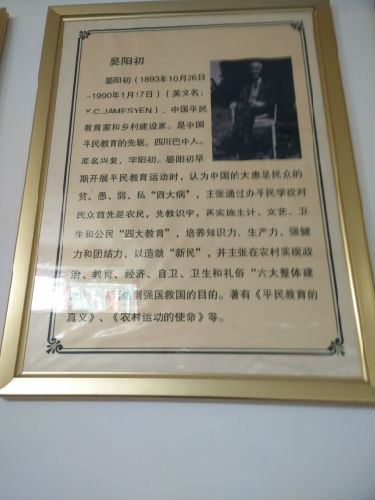 晏阳初
晏阳初（1893年10月26日
-1990年1月17日）（英文名：
Y.C.JAMESYEN），中国平民
教育家和乡村建设家。是中国
平民教育的先驱。四川巴中人。
原名兴复，字阳初。晏阳初早
期开展平民教育运动时，认为中国的大患是民众的
贫、愚、弱、私“四大病”，主张通过办平民学校对
民众首先是农民，先教识字，再实施生计、文艺、卫
生和公民“四大教育”，培养知识力、生产力、强健
力和团结力，以造就“新民”，并主张在农村实现政
治、教育、经济、自卫、卫生和礼俗“六大整体建
到强国救国的目的。著有《平民教育的
真义》、《农村运动的使命》等。